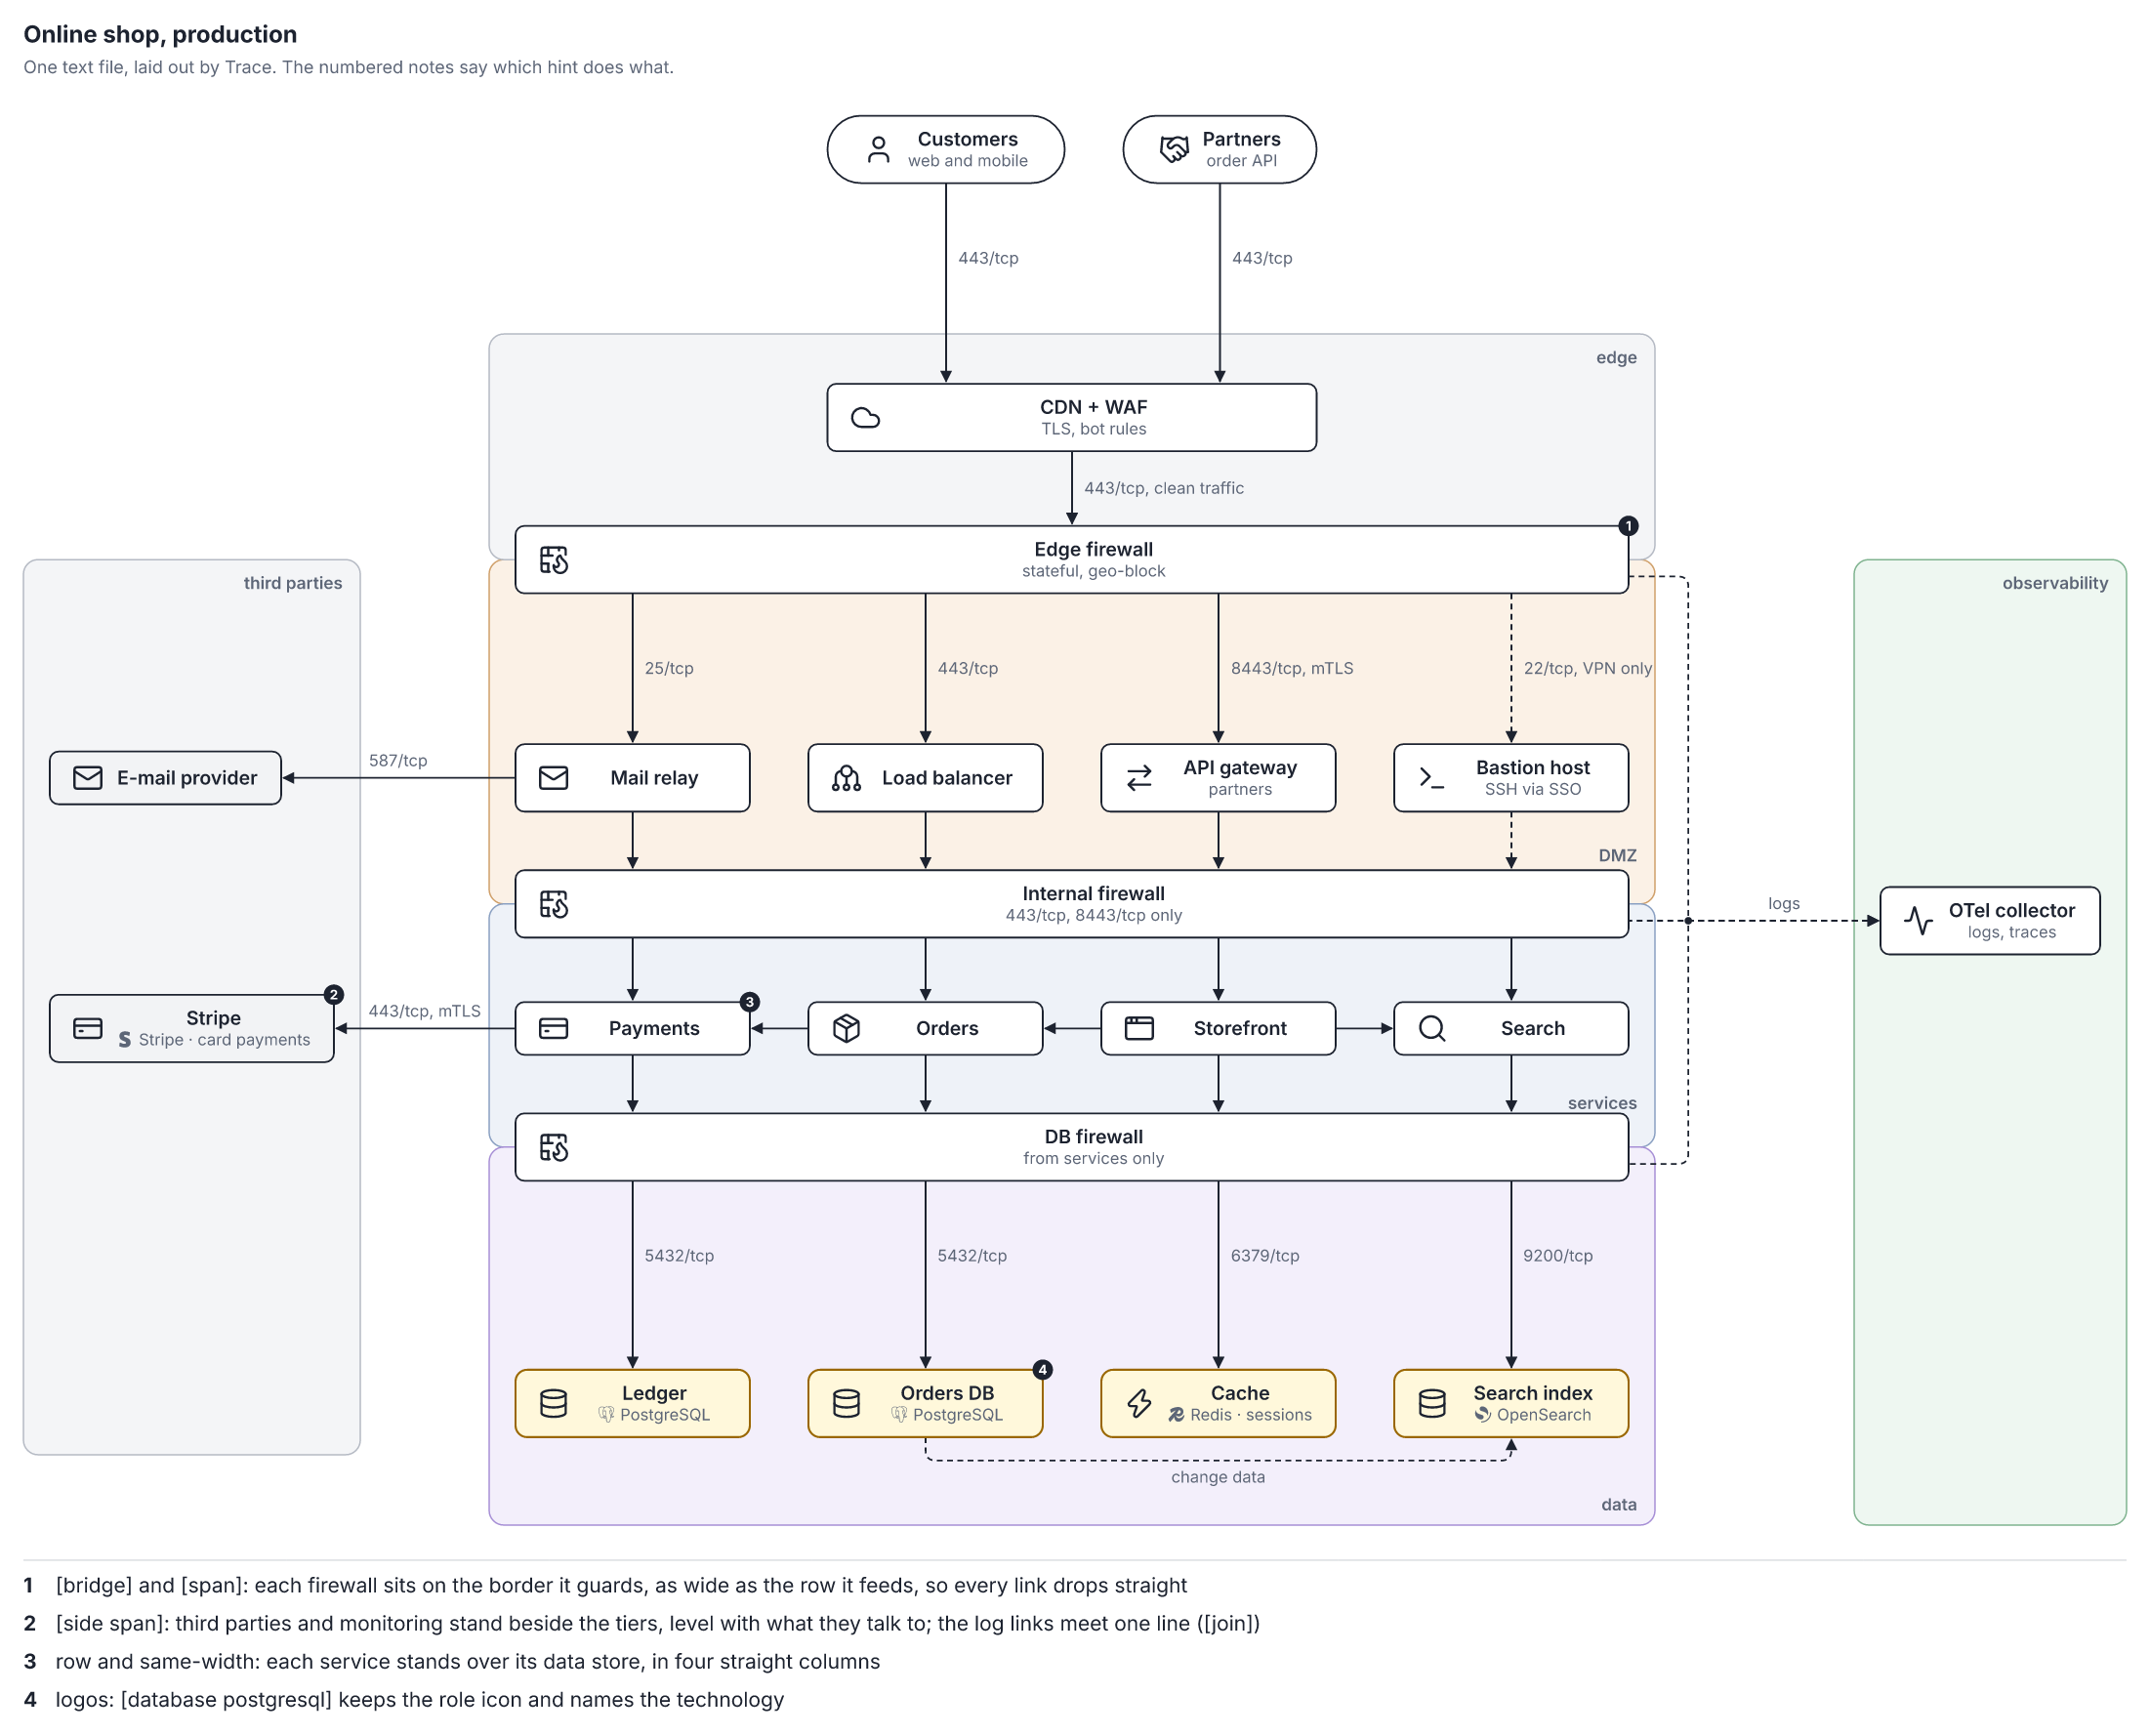 Online shop, production
One text file, laid out by Trace. The numbered notes say which hint does what.
Customers
web and mobile
Partners
order API
443/tcp
443/tcp
edge
CDN + WAF
TLS, bot rules
443/tcp, clean traffic
1
Edge firewall
stateful, geo-block
third parties
observability
25/tcp
443/tcp
8443/tcp, mTLS
22/tcp, VPN only
587/tcp
E-mail provider
Mail relay
Load balancer
API gateway
partners
Bastion host
SSH via SSO
DMZ
Internal firewall
443/tcp, 8443/tcp only
logs
OTel collector
logs, traces
2
Stripe
Stripe · card payments
443/tcp, mTLS
3
Payments
Orders
Storefront
Search
services
DB firewall
from services only
5432/tcp
5432/tcp
6379/tcp
9200/tcp
Ledger
PostgreSQL
4
Orders DB
PostgreSQL
Cache
Redis · sessions
Search index
OpenSearch
change data
data
1 [bridge] and [span]: each firewall sits on the border it guards, as wide as the row it feeds, so every link drops straight
2 [side span]: third parties and monitoring stand beside the tiers, level with what they talk to; the log links meet one line ([join])
3 row and same-width: each service stands over its data store, in four straight columns
4 logos: [database postgresql] keeps the role icon and names the technology